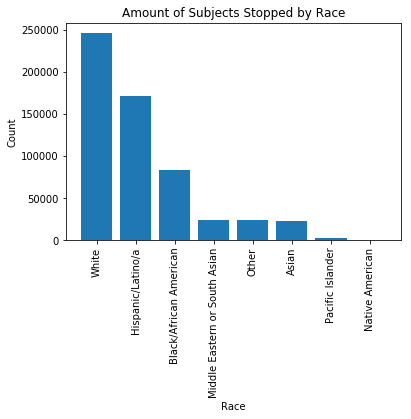 Amount of Subjects Stopped by Race
Count
250000
200000
150000
100000
50000
0
White
Hispanic/Latino/a
Black/African American
Middle Eastern or South Asian
Other
Asian
Pacific Islander
Native American
Race